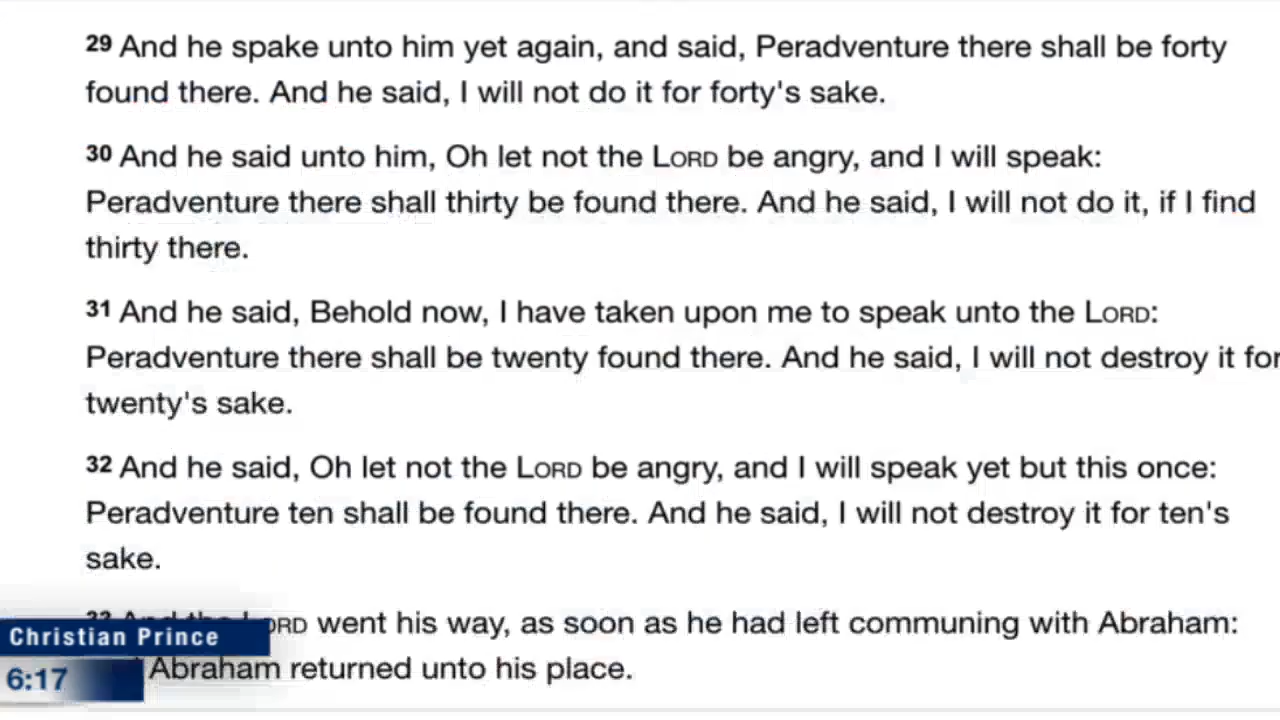 29 And he spake unto him yet again, and said, Peradventure there shall be forty
found there. And he said, I will not do it for forty's sake.
30 And he said unto him, Oh let not the LORD be angry, and I will speak:
Peradventure there shall thirty be found there. And he said, I will not do it, if I find
thirty there.
31 And he said, Behold now, I have taken upon me to speak unto the LORD:
Peradventure there shall be twenty found there. And he said, I will not destroy it for
twenty's sake.
32 And he said, Oh let not the LORD be angry, and I will speak yet but this once:
Peradventure ten shall be found there. And he said, I will not destroy it for ten's
sake.
33 And the LORD went his way, as soon as he had left communing with Abraham:
Abraham returned unto his place.
Christian Prince
6:17